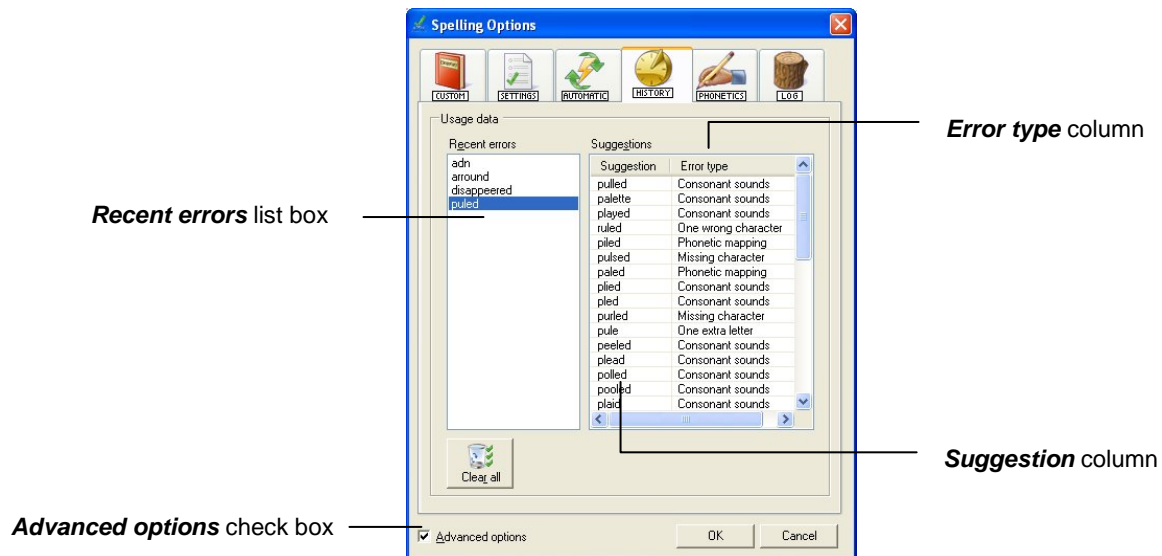 Spelling Options
CUSTOM SETTINGS AUTOMATIC HISTORY PHONETICS LOG
Usage data
Recent errors
adn
arround
disappeered
puled
Suggestions
Suggestion Error type
pulled Consonant sounds
palette Consonant sounds
played Consonant sounds
ruled One wrong character
piled Phonetic mapping
pulsed Missing character
paled Phonetic mapping
plied Consonant sounds
pled Consonant sounds
purled Missing character
pule One extra letter
peeled Consonant sounds
plead Consonant sounds
polled Consonant sounds
pooled Consonant sounds
plaid Consonant sounds
Clear all
Advanced options OK Cancel
Error type column
Recent errors list box
Suggestion column
Advanced options check box